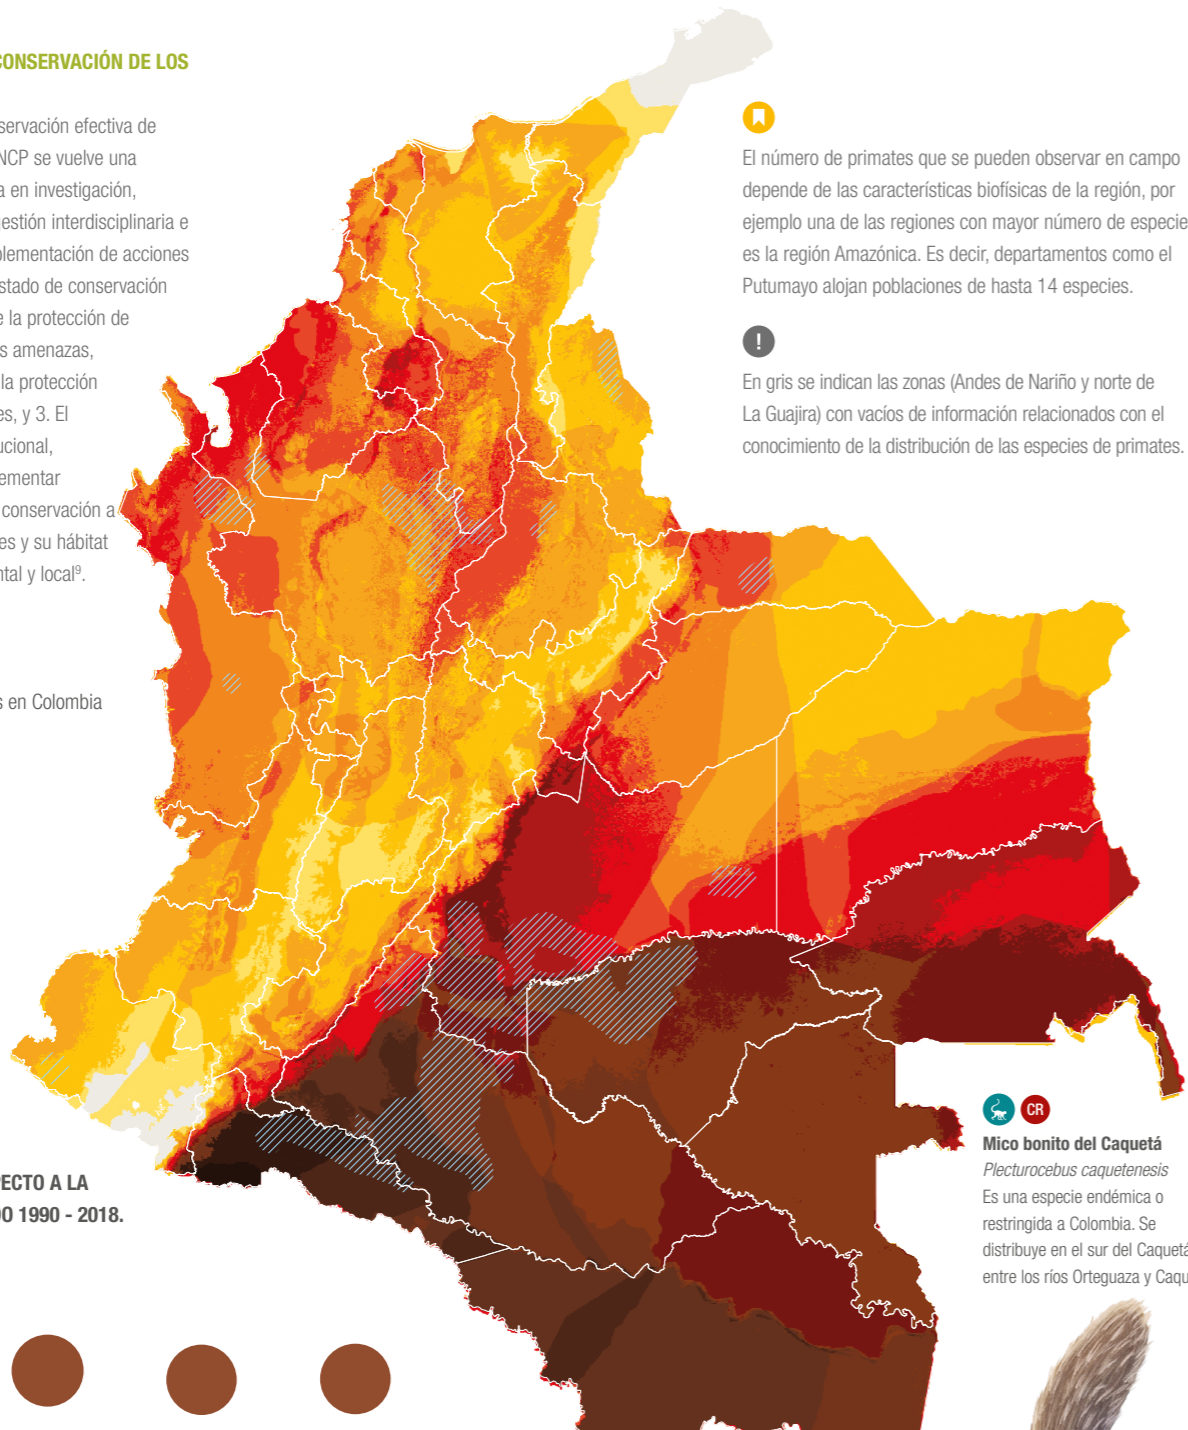 CONSERVACIÓN DE LOS
servación efectiva de
NCP se vuelve una
a en investigación,
gestión interdisciplinaria e
plementación de acciones
stado de conservación
e la protección de
s amenazas,
la protección
es, y 3. El
ucional,
ementar
conservación a
es y su hábitat
ntal y local⁹.
s en Colombia
El número de primates que se pueden observar en campo
depende de las características biofísicas de la región, por
ejemplo una de las regiones con mayor número de especie
es la región Amazónica. Es decir, departamentos como el
Putumayo alojan poblaciones de hasta 14 especies.
!
En gris se indican las zonas (Andes de Nariño y norte de
La Guajira) con vacíos de información relacionados con el
conocimiento de la distribución de las especies de primates.
CR
Mico bonito del Caquetá
Plecturocebus caquetenesis
Es una especie endémica o
restringida a Colombia. Se
distribuye en el sur del Caquetá
entre los ríos Orteguaza y Caqu
PECTO A LA
DO 1990 - 2018.